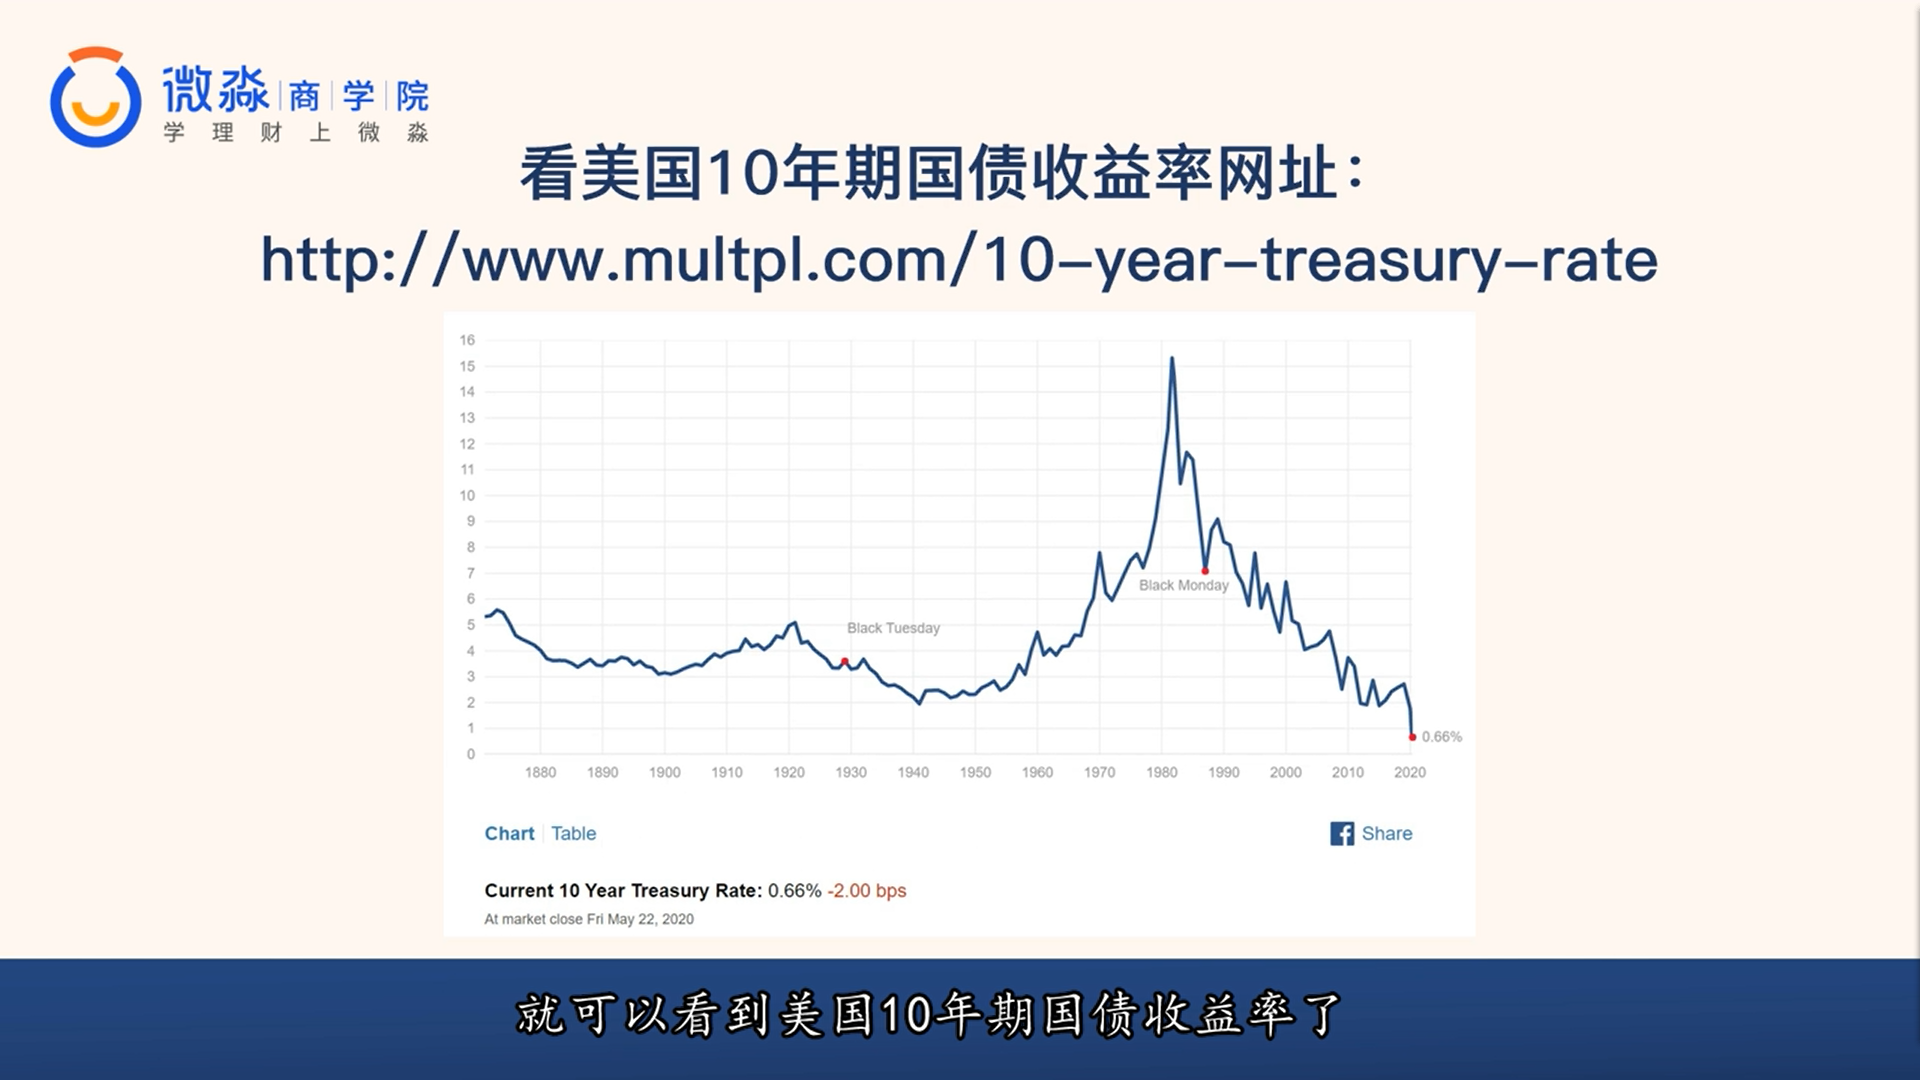 微淼|商|学|院
学理财上微淼
看美国10年期国债收益率网址：
http://www.multpl.com/10-year-treasury-rate
16
15
14
13
12
11
10
9
8
7
6
5
4
3
2
1
0
Black Monday
Black Tuesday
0.66%
1880 1890 1900 1910 1920 1930 1940 1950 1960 1970 1980 1990 2000 2010 2020
Chart | Table
Share
Current 10 Year Treasury Rate: 0.66% -2.00 bps
At market close Fri May 22, 2020
就可以看到美国10年期国债收益率了